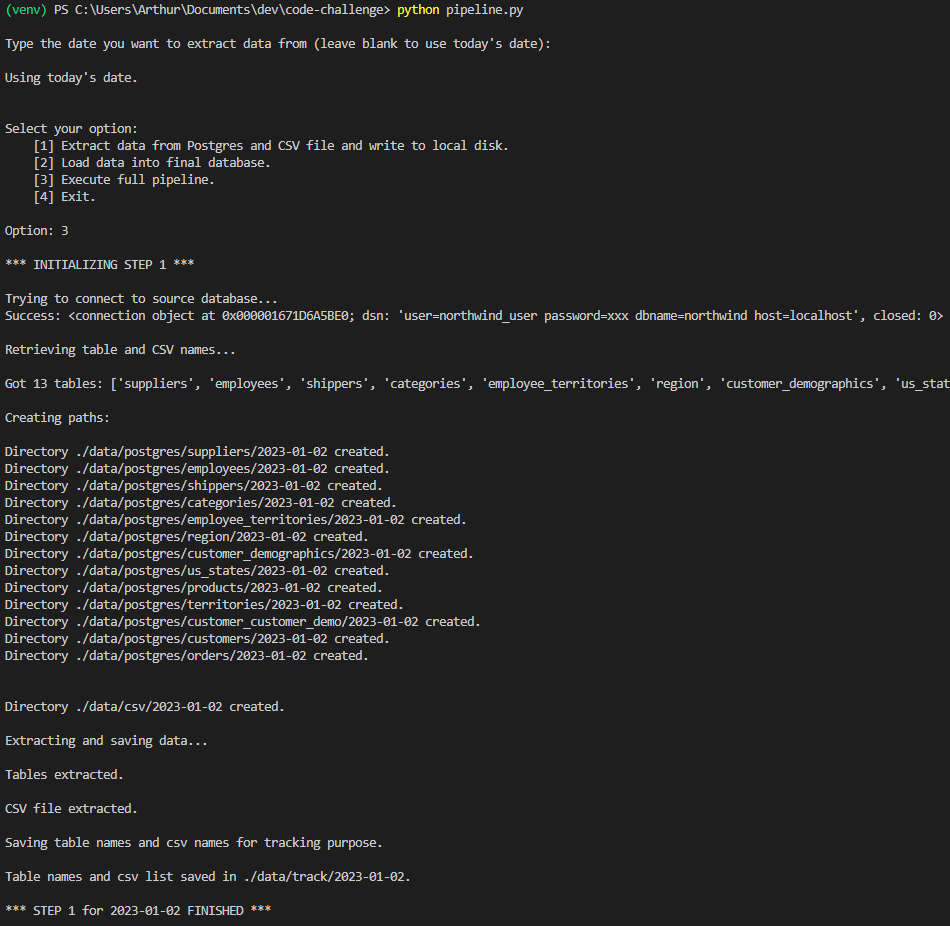 (venv) PS C:\Users\Arthur\Documents\dev\code-challenge> python pipeline.py
Type the date you want to extract data from (leave blank to use today's date):
Using today's date.
Select your option:
[1] Extract data from Postgres and CSV file and write to local disk.
[2] Load data into final database.
[3] Execute full pipeline.
[4] Exit.
Option: 3
*** INITIALIZING STEP 1 ***
Trying to connect to source database...
Success: <connection object at 0x000001671D6A5BE0; dsn: 'user=northwind_user password=xxx dbname=northwind host=localhost', closed: 0>
Retrieving table and CSV names...
Got 13 tables: ['suppliers', 'employees', 'shippers', 'categories', 'employee_territories', 'region', 'customer_demographics', 'us_stat
Creating paths:
Directory ./data/postgres/suppliers/2023-01-02 created.
Directory ./data/postgres/employees/2023-01-02 created.
Directory ./data/postgres/shippers/2023-01-02 created.
Directory ./data/postgres/categories/2023-01-02 created.
Directory ./data/postgres/employee_territories/2023-01-02 created.
Directory ./data/postgres/region/2023-01-02 created.
Directory ./data/postgres/customer_demographics/2023-01-02 created.
Directory ./data/postgres/us_states/2023-01-02 created.
Directory ./data/postgres/products/2023-01-02 created.
Directory ./data/postgres/territories/2023-01-02 created.
Directory ./data/postgres/customer_customer_demo/2023-01-02 created.
Directory ./data/postgres/customers/2023-01-02 created.
Directory ./data/postgres/orders/2023-01-02 created.
Directory ./data/csv/2023-01-02 created.
Extracting and saving data...
Tables extracted.
CSV file extracted.
Saving table names and csv names for tracking purpose.
Table names and csv list saved in ./data/track/2023-01-02.
*** STEP 1 for 2023-01-02 FINISHED ***